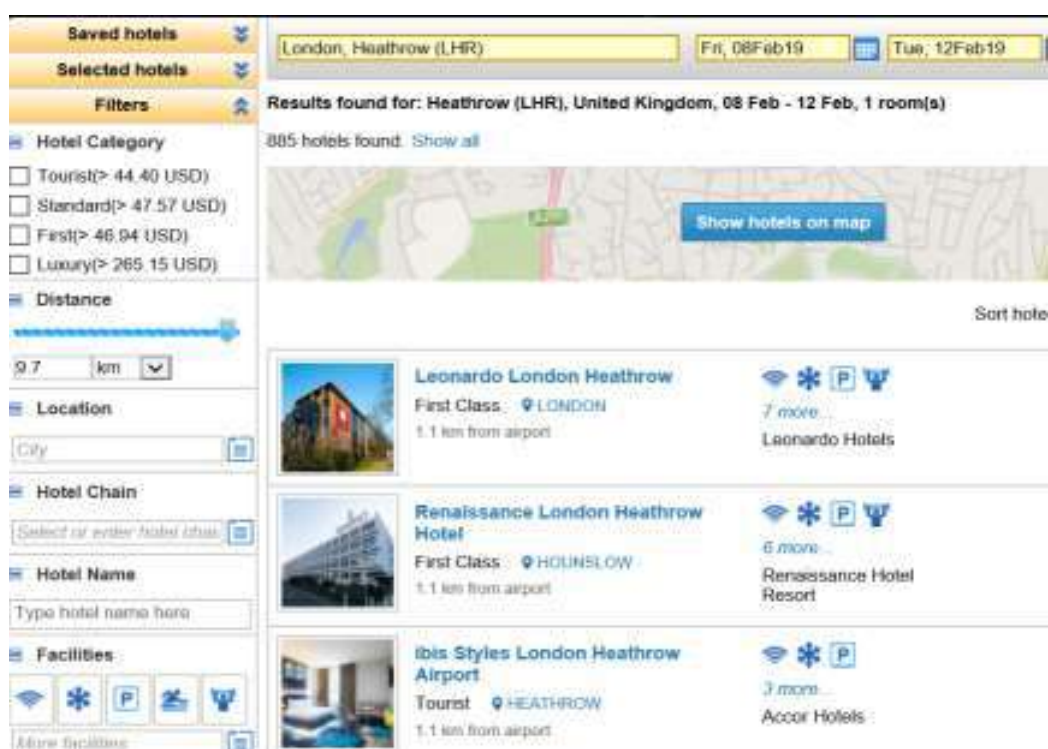 Saved hotels
Selected hotels
Filters
Hotel Category
Tourist(> 44.40 USD)
Standard(> 47.57 USD)
First(> 46.94 USD)
Luxury(> 265.15 USD)
Distance
9.7 km
Location
City
Hotel Chain
Select or enter hotel chai
Hotel Name
Type hotel name here
Facilities
P
More facilities
London, Heathrow (LHR) Fri, 08Feb19 Tue, 12Feb19
Results found for: Heathrow (LHR), United Kingdom, 08 Feb - 12 Feb, 1 room(s)
885 hotels found. Show all
Show hotels on map
Sort hote
Leonardo London Heathrow
First Class LONDON
1.1 km from airport
P
7 more...
Leonardo Hotels
Renaissance London Heathrow
Hotel
First Class HOUNSLOW
1.1 km from airport
P
6 more...
Renaissance Hotel
Resort
ibis Styles London Heathrow
Airport
Tourist HEATHROW
1.1 km from airport
P
3 more...
Accor Hotels